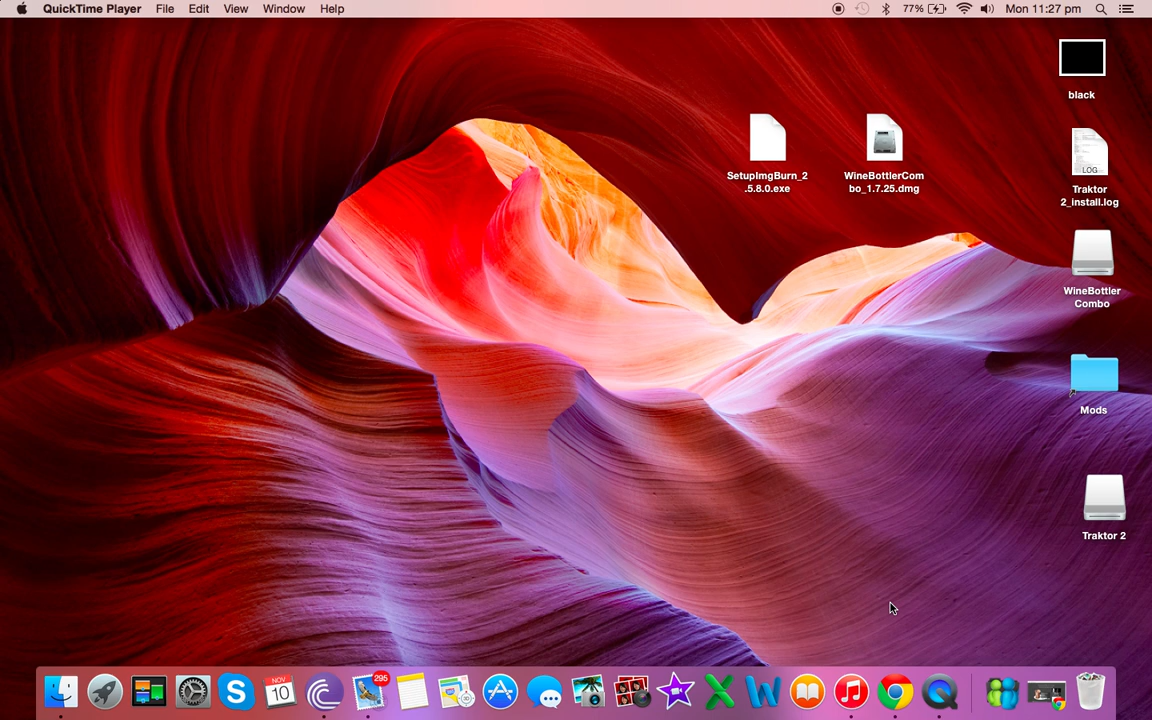 QuickTime Player File Edit View Window Help 77% Mon 11:27 pm
black
LOG
Traktor
2_install.log
SetupImgBurn_2
.5.8.0.exe
WineBottlerCom
bo_1.7.25.dmg
WineBottler
Combo
Mods
Traktor 2
NOV
10
295